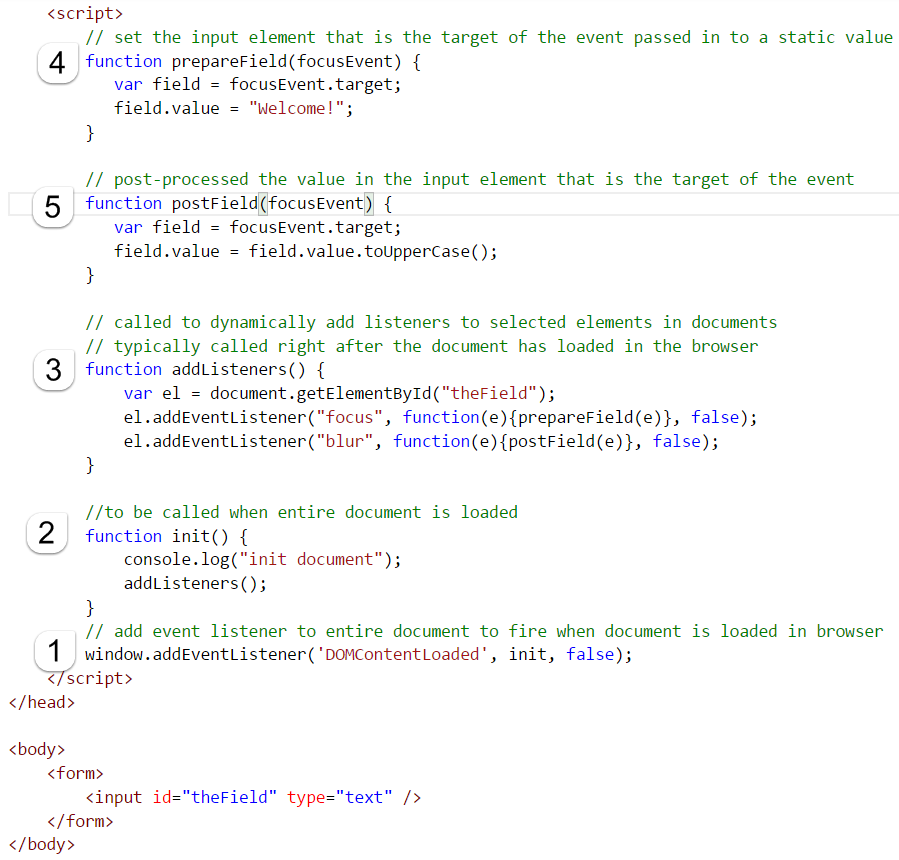 <script>
// set the input element that is the target of the event passed in to a static value
4
function prepareField(focusEvent) {
var field = focusEvent.target;
field.value = "Welcome!";
}
// post-processed the value in the input element that is the target of the event
5
function postField(focusEvent) {
var field = focusEvent.target;
field.value = field.value.toUpperCase();
}
// called to dynamically add listeners to selected elements in documents
// typically called right after the document has loaded in the browser
3
function addListeners() {
var el = document.getElementById("theField");
el.addEventListener("focus", function(e){prepareField(e)}, false);
el.addEventListener("blur", function(e){postField(e)}, false);
}
//to be called when entire document is loaded
2
function init() {
console.log("init document");
addListeners();
}
// add event listener to entire document to fire when document is loaded in browser
1
window.addEventListener('DOMContentLoaded', init, false);
</script>
</head>
<body>
<form>
<input id="theField" type="text" />
</form>
</body>